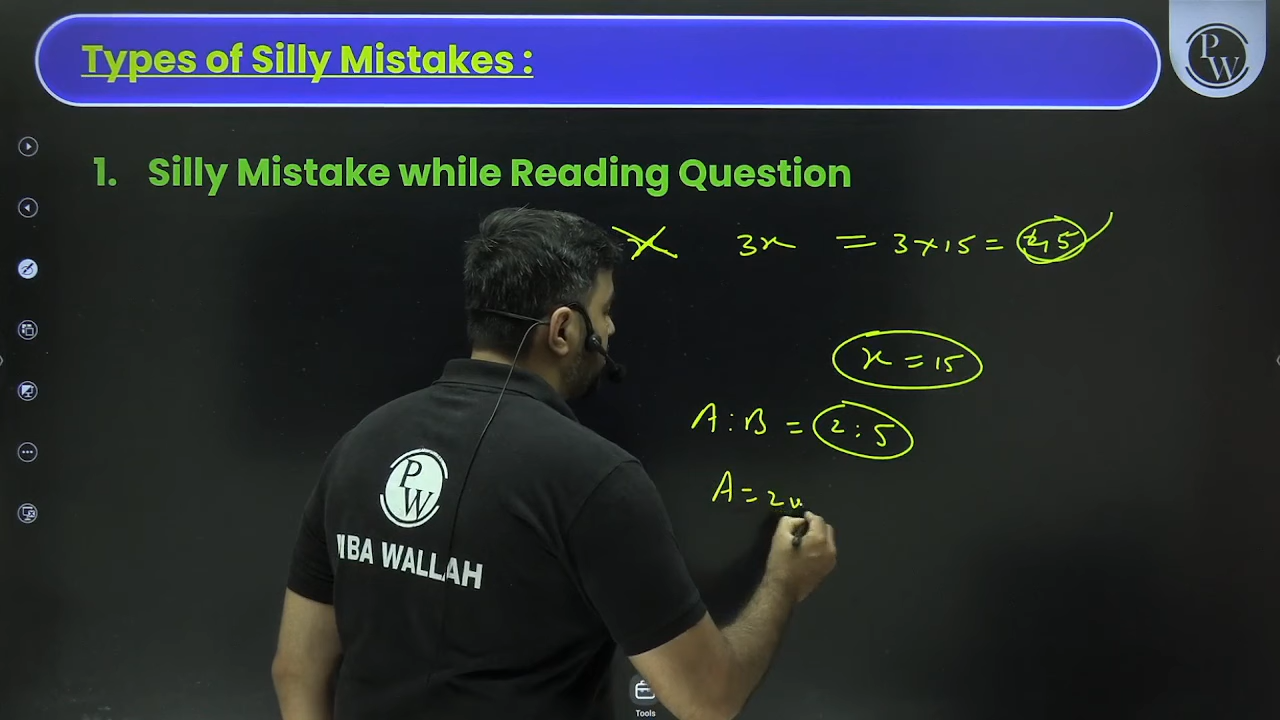 Types of Silly Mistakes :
P
W
1. Silly Mistake while Reading Question
x 3x = 3 × 15 = 45
x = 15
A : B = 2 : 5
A = 2x
P
W
MBA WALLAH
Tools